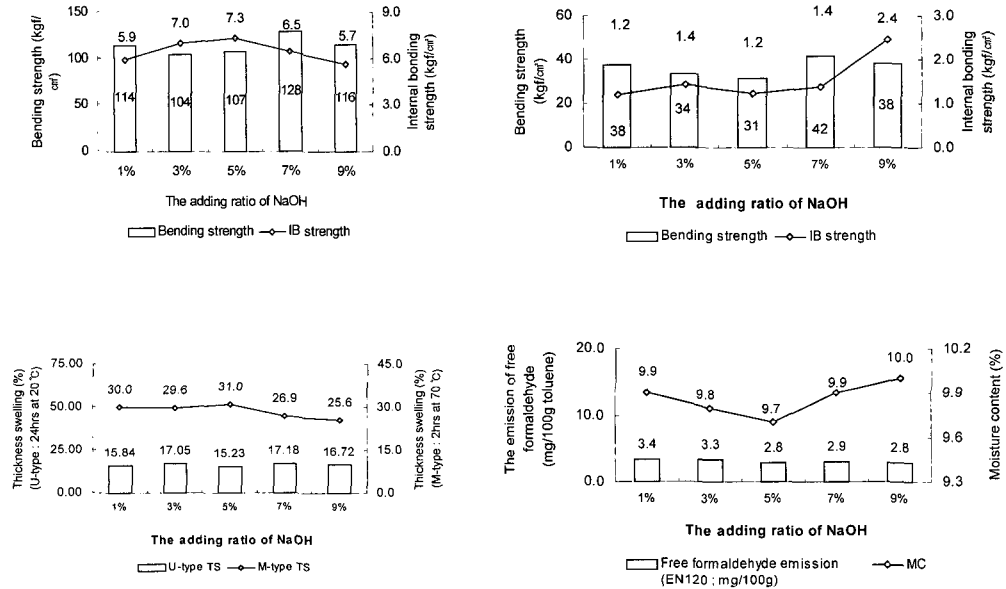 Bending strength (kgf/
㎠)
150
100
50
0
5.9
7.0
7.3
6.5
5.7
114
104
107
128
116
9.0
6.0
3.0
0.0
Internal bonding
strength (kgf/㎠)
1% 3% 5% 7% 9%
The adding ratio of NaOH
Bending strength IB strength
Bending strength
(kgf/㎠)
60
40
20
0
1.2
1.4
1.2
1.4
2.4
38
34
31
42
38
3.0
2.0
1.0
0.0
Internal bonding
strength (kgf/㎠)
1% 3% 5% 7% 9%
The adding ratio of NaOH
Bending strength IB strength
Thickness swelling (%)
(U-type : 24hrs at 20℃)
75.00
50.00
25.00
0.00
30.0 29.6 31.0 26.9 25.6
15.84 17.05 15.23 17.18 16.72
45.0
30.0
15.0
0.0
Thickness swelling (%)
(M-type : 2hrs at 70℃)
1% 3% 5% 7% 9%
The adding ratio of NaOH
U-type TS M-type TS
The emission of free
formaldehyde
(mg/100g toluene)
20.0
10.0
0.0
9.9
9.8
9.7
9.9
10.0
3.4 3.3 2.8 2.9 2.8
10.2
9.9
9.6
9.3
Moisture content (%)
1% 3% 5% 7% 9%
The adding ratio of NaOH
Free formaldehyde emission MC
(EN120 ; mg/100g)